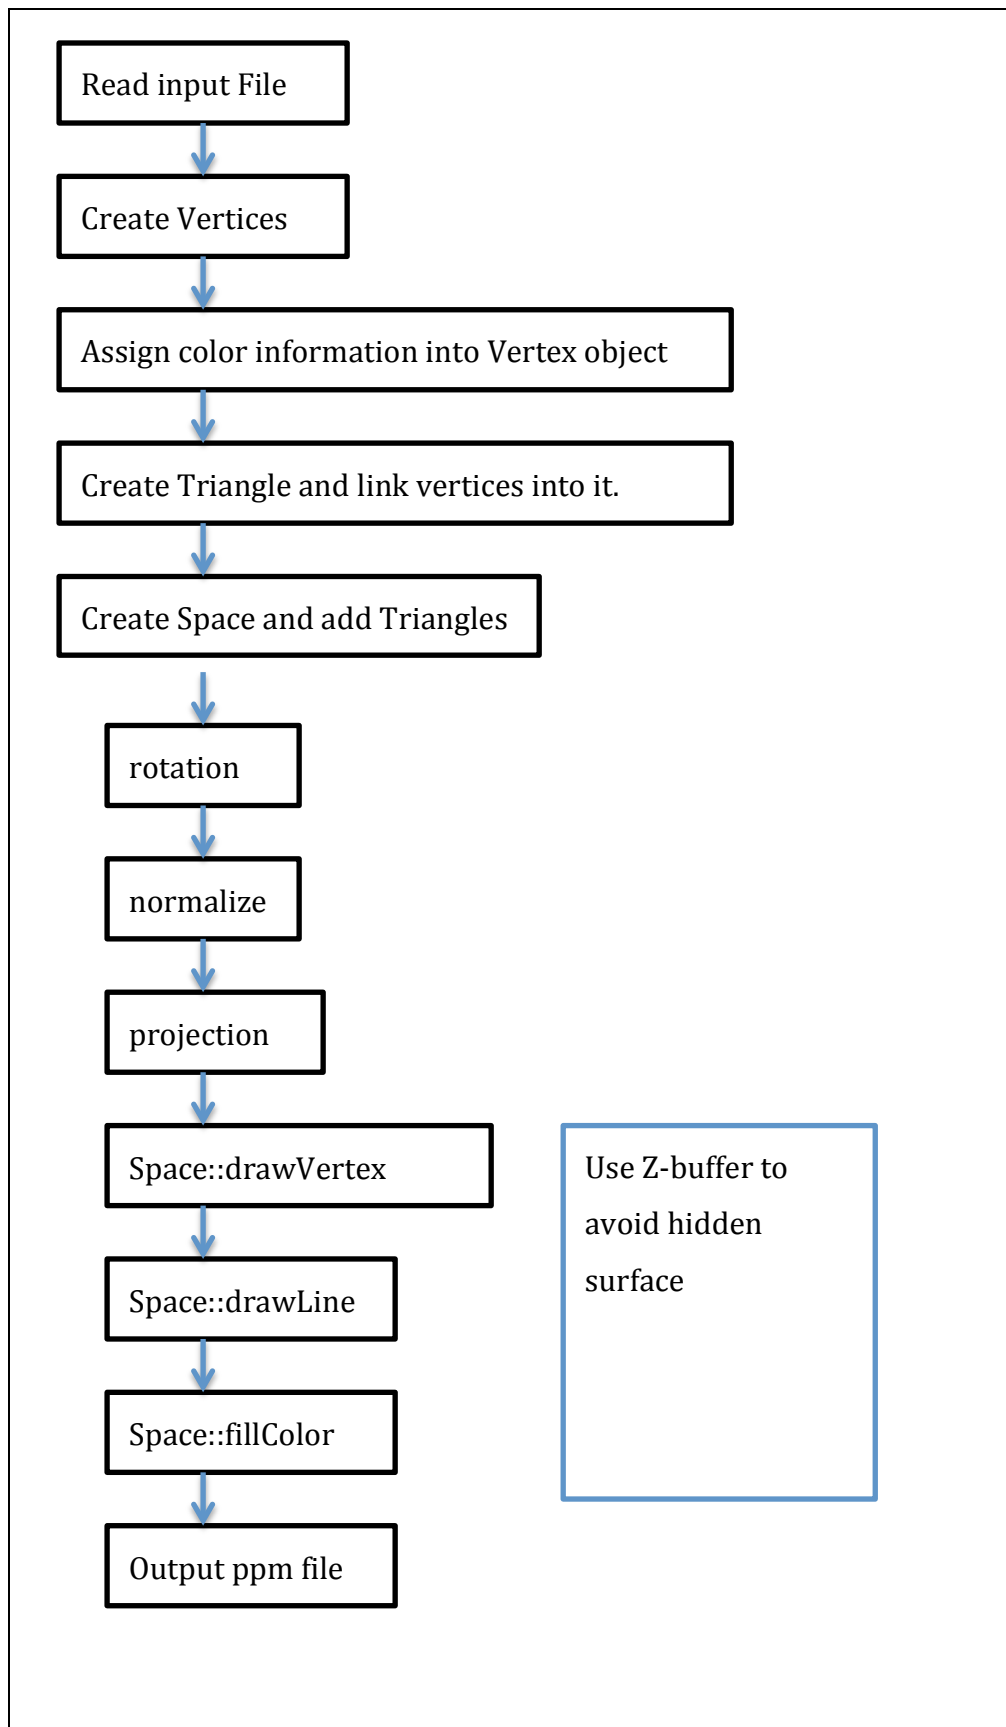 Read input File
Create Vertices
Assign color information into Vertex object
Create Triangle and link vertices into it.
Create Space and add Triangles
rotation
normalize
projection
Space::drawVertex
Use Z-buffer to
avoid hidden
surface
Space::drawLine
Space::fillColor
Output ppm file